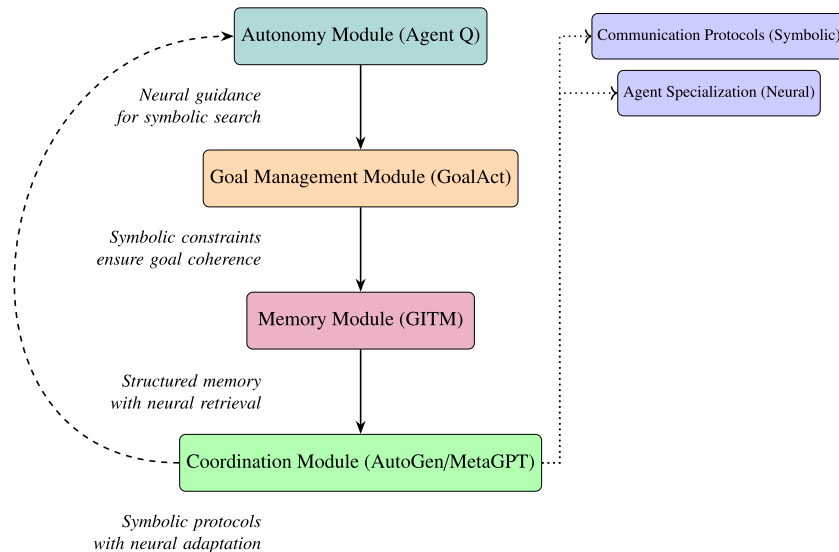 Autonomy Module (Agent Q)
Communication Protocols (Symbolic)
Agent Specialization (Neural)
Neural guidance
for symbolic search
Goal Management Module (GoalAct)
Symbolic constraints
ensure goal coherence
Memory Module (GITM)
Structured memory
with neural retrieval
Coordination Module (AutoGen/MetaGPT)
Symbolic protocols
with neural adaptation